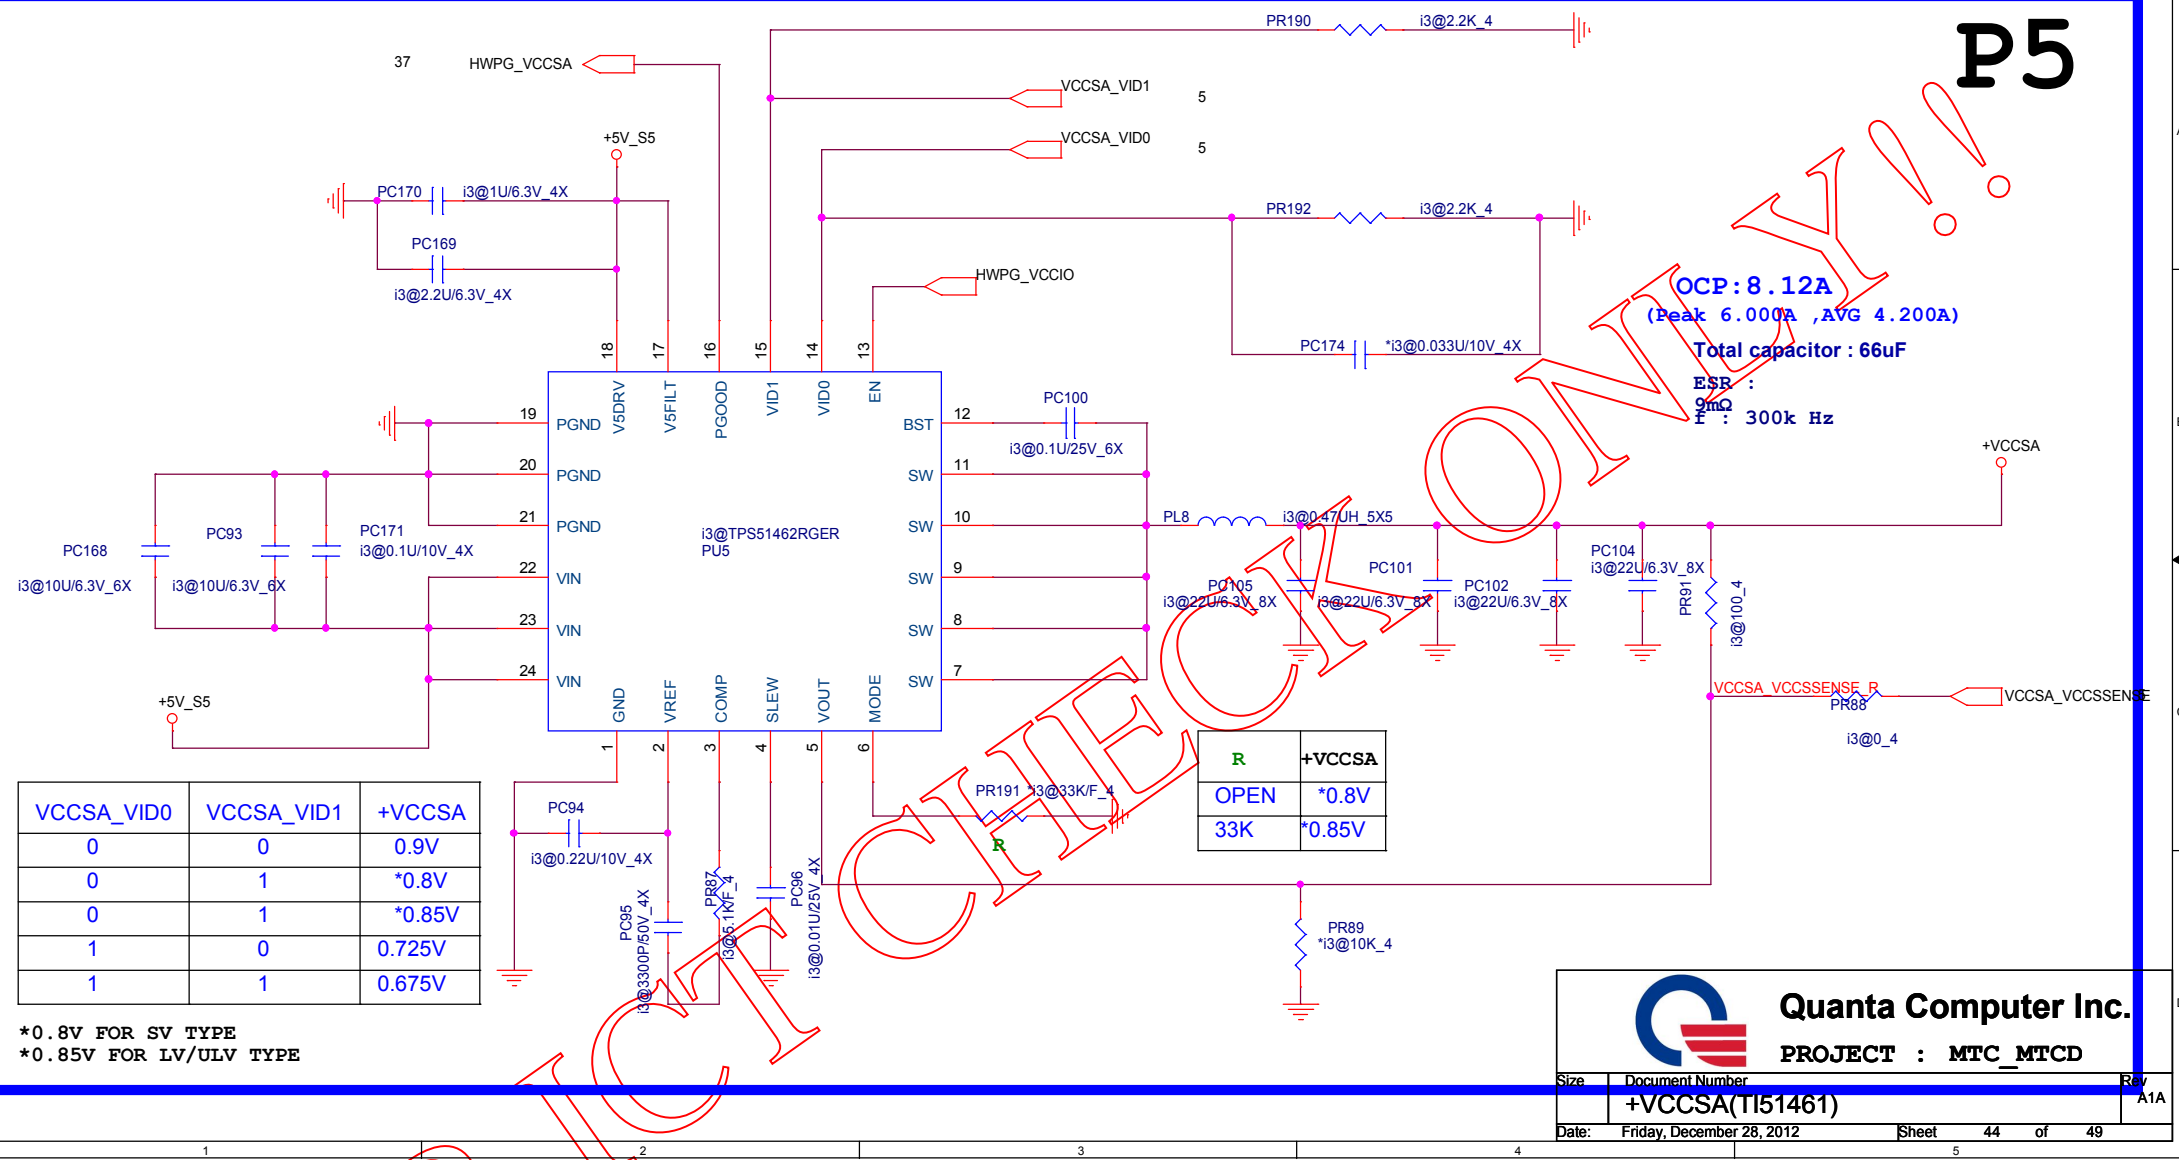 P5
PR190 i3@2.2K_4
37 HWPG_VCCSA
VCCSA_VID1 5
VCCSA_VID0 5
+5V_S5
PC170 i3@1U/6.3V_4X
PC169
i3@2.2U/6.3V_4X
PR192 i3@2.2K_4
HWPG_VCCIO
PC174 *i3@0.033U/10V_4X
OCP:8.12A
(Peak 6.000A ,AVG 4.200A)
Total capacitor : 66uF
ESR :
9mΩ
f : 300k Hz
18 17 16 15 14 13
V5DRV V5FILT PGOOD VID1 VID0 EN
19 PGND
20 PGND
21 PGND
22 VIN
23 VIN
24 VIN
BST 12
SW 11
SW 10
SW 9
SW 8
SW 7
i3@TPS51462RGER
PU5
GND VREF COMP SLEW VOUT MODE
1 2 3 4 5 6
PC100
i3@0.1U/25V_6X
+VCCSA
PL8 i3@0.47UH_5X5
PC168
i3@10U/6.3V_6X
PC93
i3@10U/6.3V_6X
PC171
i3@0.1U/10V_4X
PC105
i3@22U/6.3V_8X
PC101
i3@22U/6.3V_8X
PC102
i3@22U/6.3V_8X
PC104
i3@22U/6.3V_8X
PR91
i3@100_4
VCCSA_VCCSSENSE_R
PR88
i3@0_4
VCCSA_VCCSSENSE
+5V_S5
VCCSA_VID0 VCCSA_VID1 +VCCSA
0 0 0.9V
0 1 *0.8V
0 1 *0.85V
1 0 0.725V
1 1 0.675V
*0.8V FOR SV TYPE
*0.85V FOR LV/ULV TYPE
PC94
i3@0.22U/10V_4X
PC95
i3@3300P/50V_4X
PR87
i3@5.1K/F_4
PC96
i3@0.01U/25V_4X
PR191 *i3@33K/F_4
R
R +VCCSA
OPEN *0.8V
33K *0.85V
PR89
*i3@10K_4
CHECK ONLY!!
Quanta Computer Inc.
PROJECT : MTC_MTCD
Size Document Number Rev
+VCCSA(TI51461) A1A
Date: Friday, December 28, 2012 Sheet 44 of 49
1 2 3 4 5